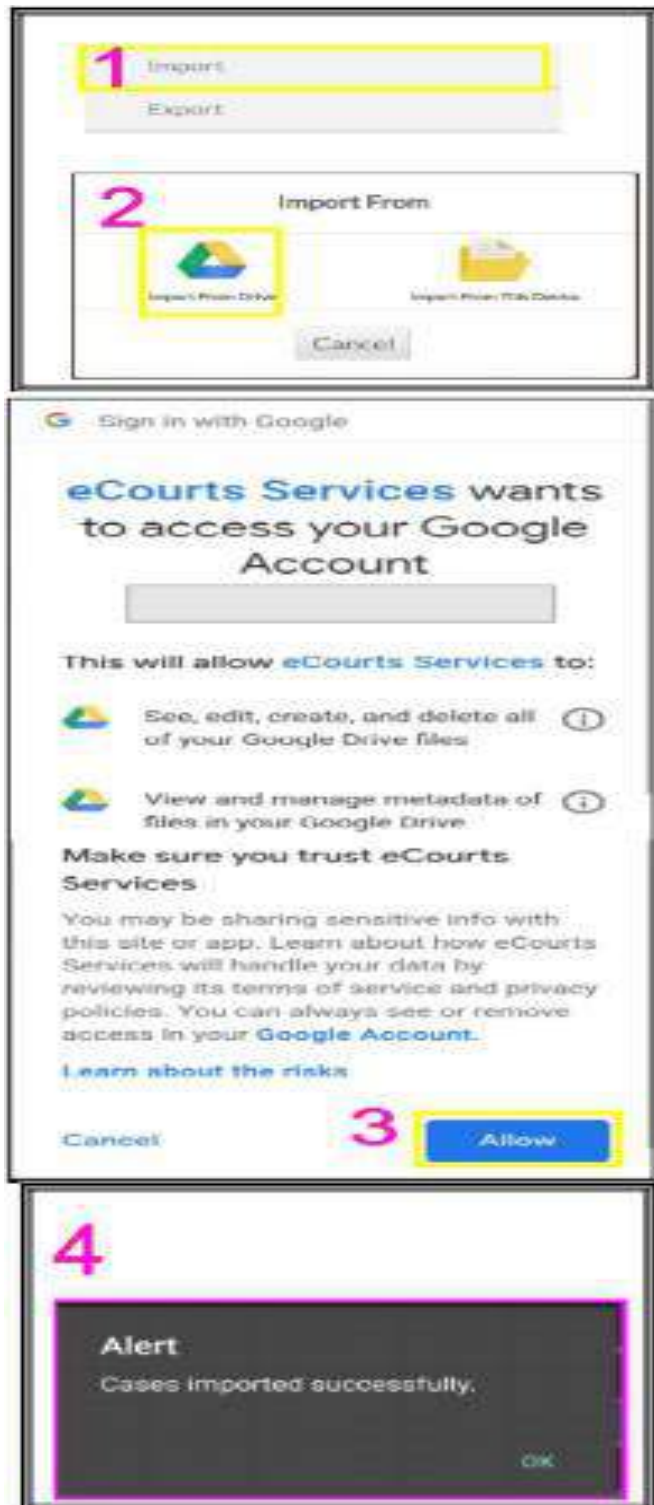 1 Import
Export
2
Import From
Import From Drive Import From This Device
Cancel
G Sign in with Google
eCourts Services wants
to access your Google
Account
This will allow eCourts Services to:
See, edit, create, and delete all
of your Google Drive files
View and manage metadata of
files in your Google Drive
Make sure you trust eCourts
Services
You may be sharing sensitive info with
this site or app. Learn about how eCourts
Services will handle your data by
reviewing its terms of service and privacy
policies. You can always see or remove
access in your Google Account.
Learn about the risks
Cancel 3 Allow
4
Alert
Cases imported successfully.
OK